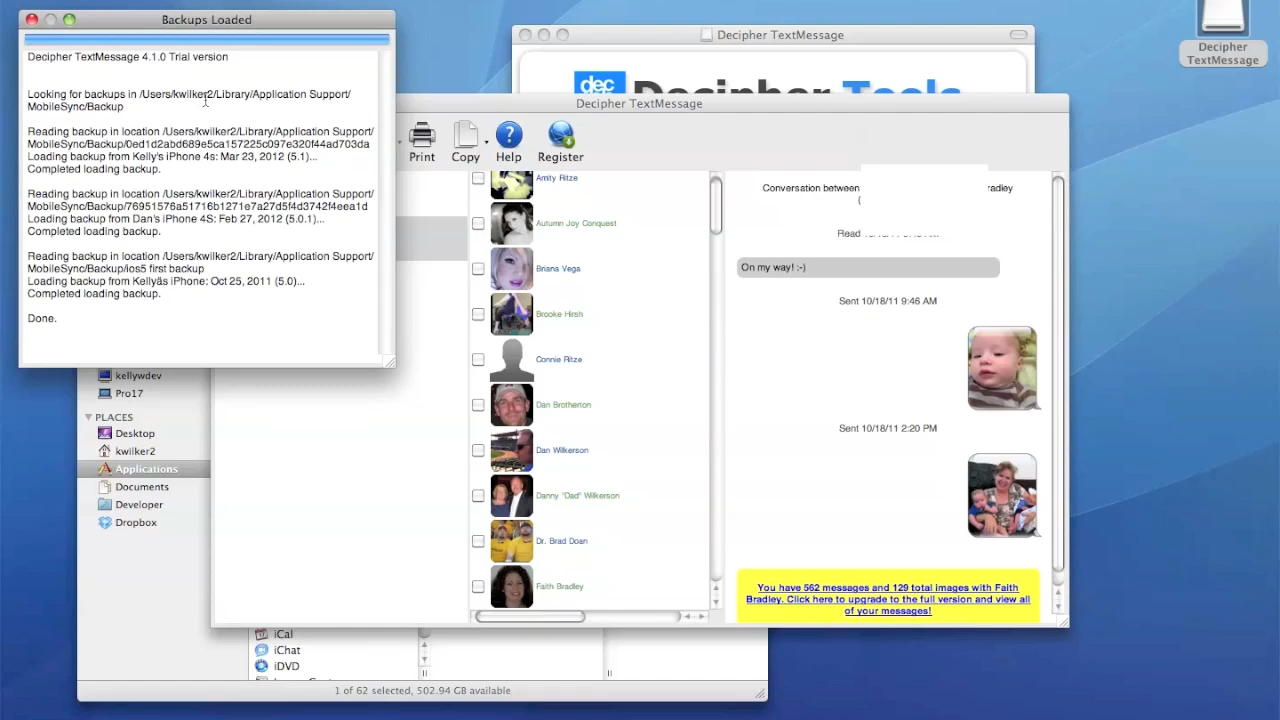 Backups Loaded
Decipher TextMessage 4.1.0 Trial version
Looking for backups in /Users/kwilker2/Library/Application Support/
MobileSync/Backup
Reading backup in location /Users/kwilker2/Library/Application Support/
MobileSync/Backup/0ed1d2abd689e5ca157225c097e320f44ad703da
Loading backup from Kelly's iPhone 4s: Mar 23, 2012 (5.1)...
Completed loading backup.
Reading backup in location /Users/kwilker2/Library/Application Support/
MobileSync/Backup/76951576a51716b1271e7a27d5f4d3742f4eea1d
Loading backup from Dan's iPhone 4S: Feb 27, 2012 (5.0.1)...
Completed loading backup.
Reading backup in location /Users/kwilker2/Library/Application Support/
MobileSync/Backup/ios5 first backup
Loading backup from Kellyäs iPhone: Oct 25, 2011 (5.0)...
Completed loading backup.
Done.
Decipher TextMessage
dec
Decipher Tools
Decipher
TextMessage
Decipher TextMessage
Print
Copy
Help
Register
Amity Ritze
Autumn Joy Conquest
Briana Vega
Brooke Hirsh
Connie Ritze
Dan Brotherton
Dan Wilkerson
Danny "Dad" Wilkerson
Dr. Brad Doan
Faith Bradley
Conversation between
radley
(
Read
On my way! :-)
Sent 10/18/11 9:46 AM
Sent 10/18/11 2:20 PM
You have 562 messages and 129 total images with Faith
Bradley. Click here to upgrade to the full version and view all
of your messages!
kellywdev
Pro17
PLACES
Desktop
kwilker2
Applications
Documents
Developer
Dropbox
iCal
iChat
iDVD
1 of 62 selected, 502.94 GB available